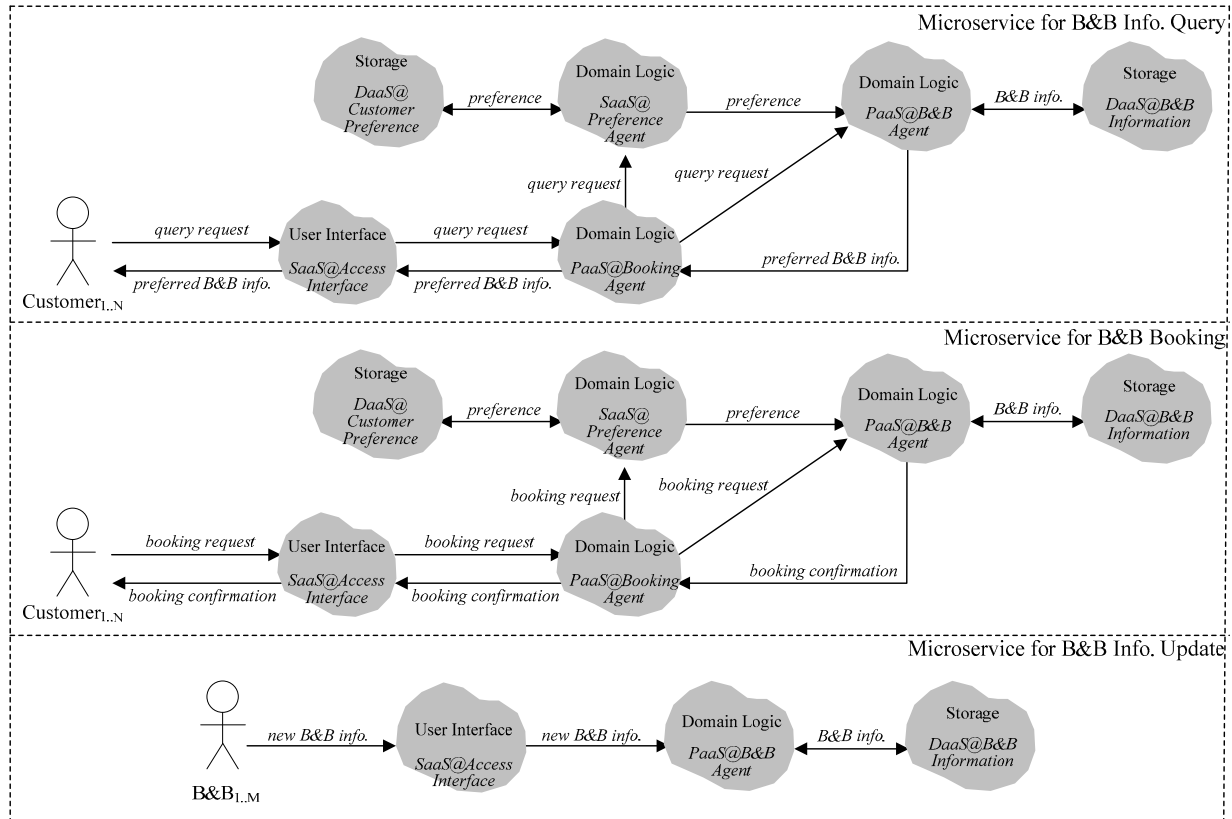 Microservice for B&B Info. Query
Storage
DaaS@
Customer
Preference
preference
Domain Logic
SaaS@
Preference
Agent
preference
Domain Logic
PaaS@B&B
Agent
B&B info.
Storage
DaaS@B&B
Information
query request
query request
Customer1..N
query request
preferred B&B info.
User Interface
SaaS@Access
Interface
query request
preferred B&B info.
Domain Logic
PaaS@Booking
Agent
preferred B&B info.
Microservice for B&B Booking
Storage
DaaS@
Customer
Preference
preference
Domain Logic
SaaS@
Preference
Agent
preference
Domain Logic
PaaS@B&B
Agent
B&B info.
Storage
DaaS@B&B
Information
booking request
booking request
Customer1..N
booking request
booking confirmation
User Interface
SaaS@Access
Interface
booking request
booking confirmation
Domain Logic
PaaS@Booking
Agent
booking confirmation
Microservice for B&B Info. Update
B&B1..M
new B&B info.
User Interface
SaaS@Access
Interface
new B&B info.
Domain Logic
PaaS@B&B
Agent
B&B info.
Storage
DaaS@B&B
Information